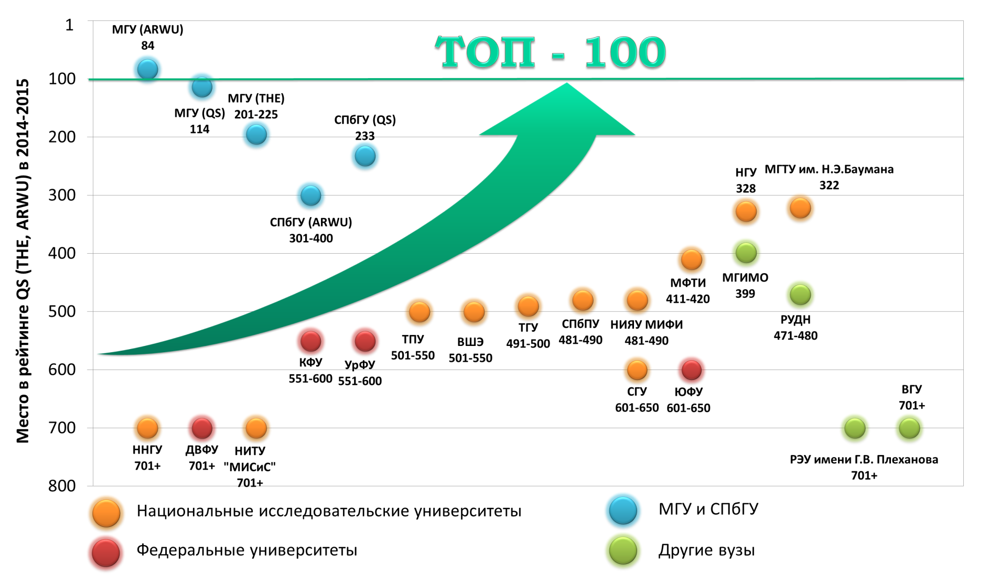 Место в рейтинге QS (THE, ARWU) в 2014-2015
1
100
200
300
400
500
600
700
800
ТОП - 100
МГУ (ARWU)
84
МГУ (QS)
114
МГУ (THE)
201-225
СПбГУ (QS)
233
СПбГУ (ARWU)
301-400
НГУ
328
МГТУ им. Н.Э.Баумана
322
МФТИ
411-420
МГИМО
399
РУДН
471-480
КФУ
551-600
УрФУ
551-600
ТПУ
501-550
ВШЭ
501-550
ТГУ
491-500
СПбПУ
481-490
НИЯУ МИФИ
481-490
СГУ
601-650
ЮФУ
601-650
ВГУ
701+
ННГУ
701+
ДВФУ
701+
НИТУ
"МИСиС"
701+
РЭУ имени Г.В. Плеханова
701+
Национальные исследовательские университеты
МГУ и СПбГУ
Федеральные университеты
Другие вузы